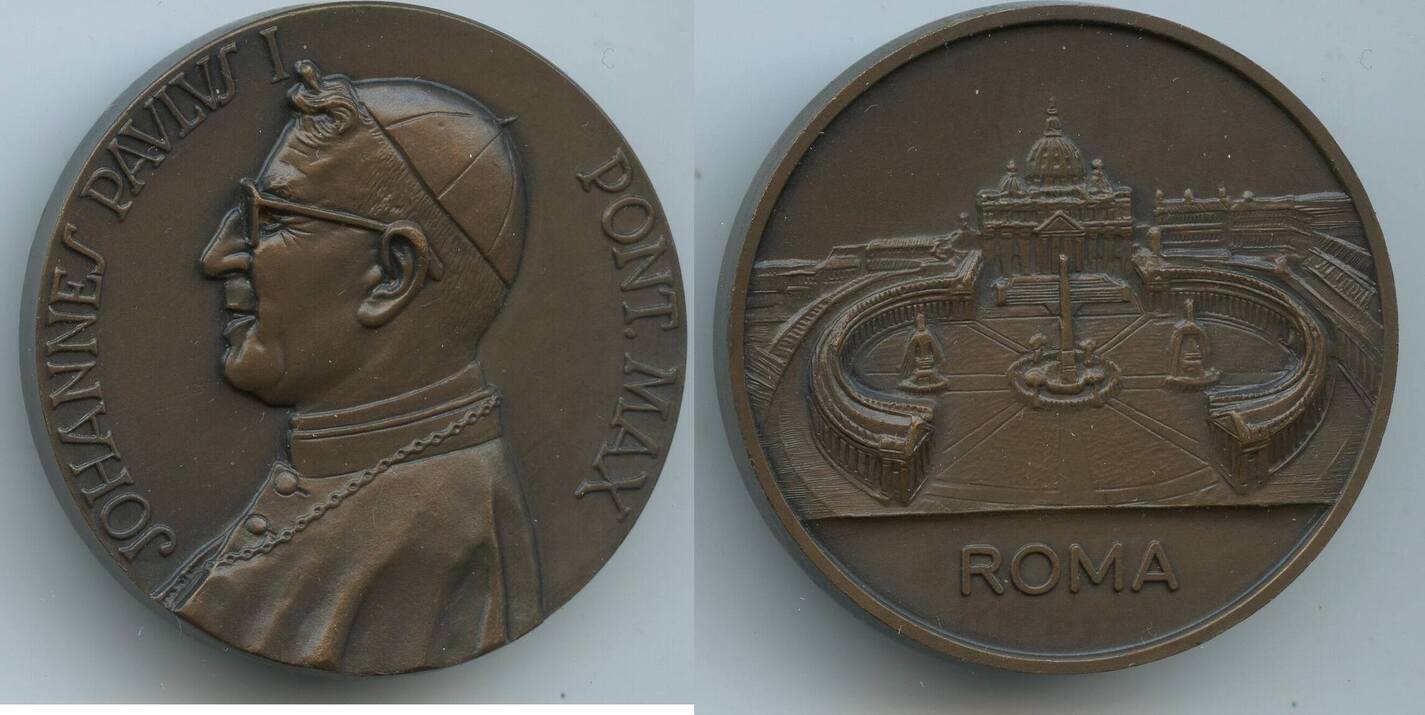 JOHANNES PAVLVS I
PONT. MAX
ROMA